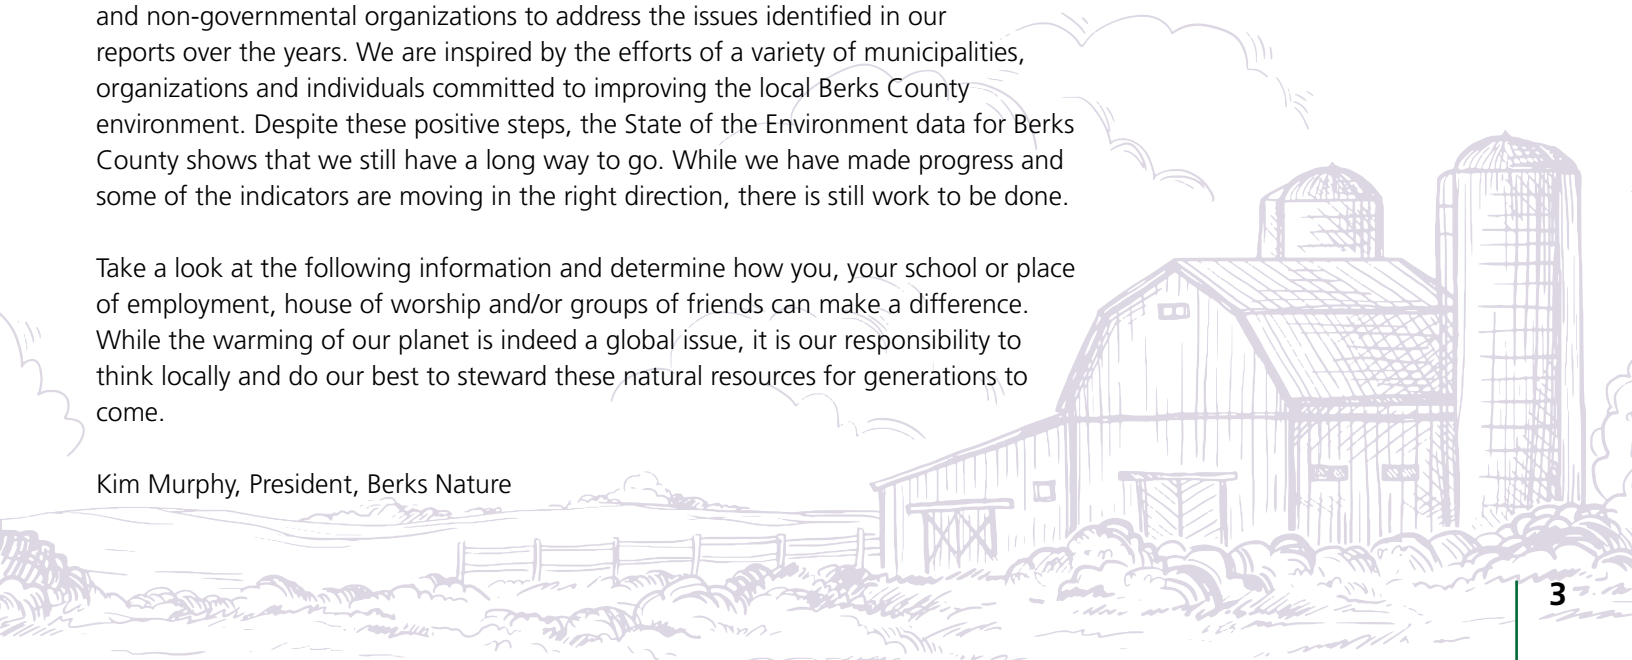 and non-governmental organizations to address the issues identified in our
reports over the years. We are inspired by the efforts of a variety of municipalities,
organizations and individuals committed to improving the local Berks County
environment. Despite these positive steps, the State of the Environment data for Berks
County shows that we still have a long way to go. While we have made progress and
some of the indicators are moving in the right direction, there is still work to be done.
Take a look at the following information and determine how you, your school or place
of employment, house of worship and/or groups of friends can make a difference.
While the warming of our planet is indeed a global issue, it is our responsibility to
think locally and do our best to steward these natural resources for generations to
come.
Kim Murphy, President, Berks Nature
3